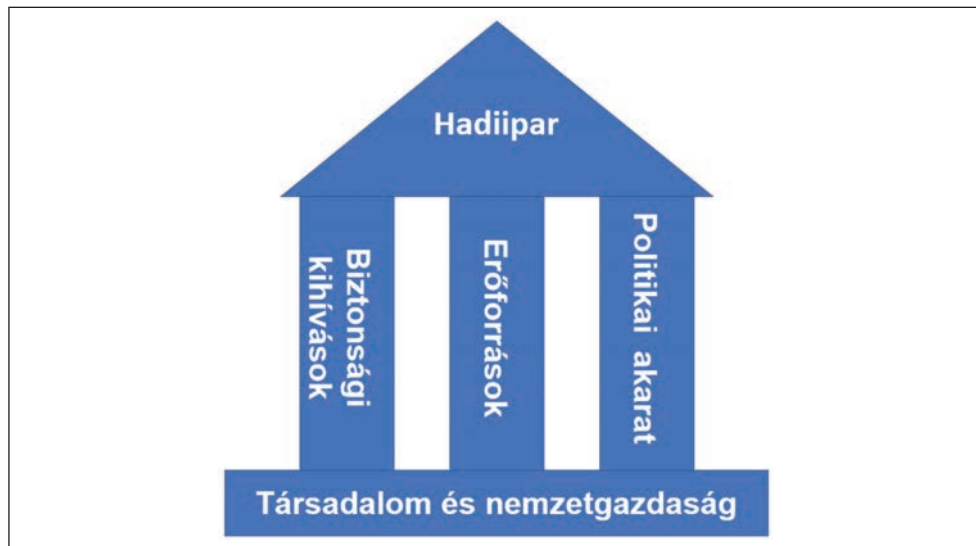 Hadiipar
Biztonsági
kihívások
Erőforrások
Politikai akarat
Társadalom és nemzetgazdaság